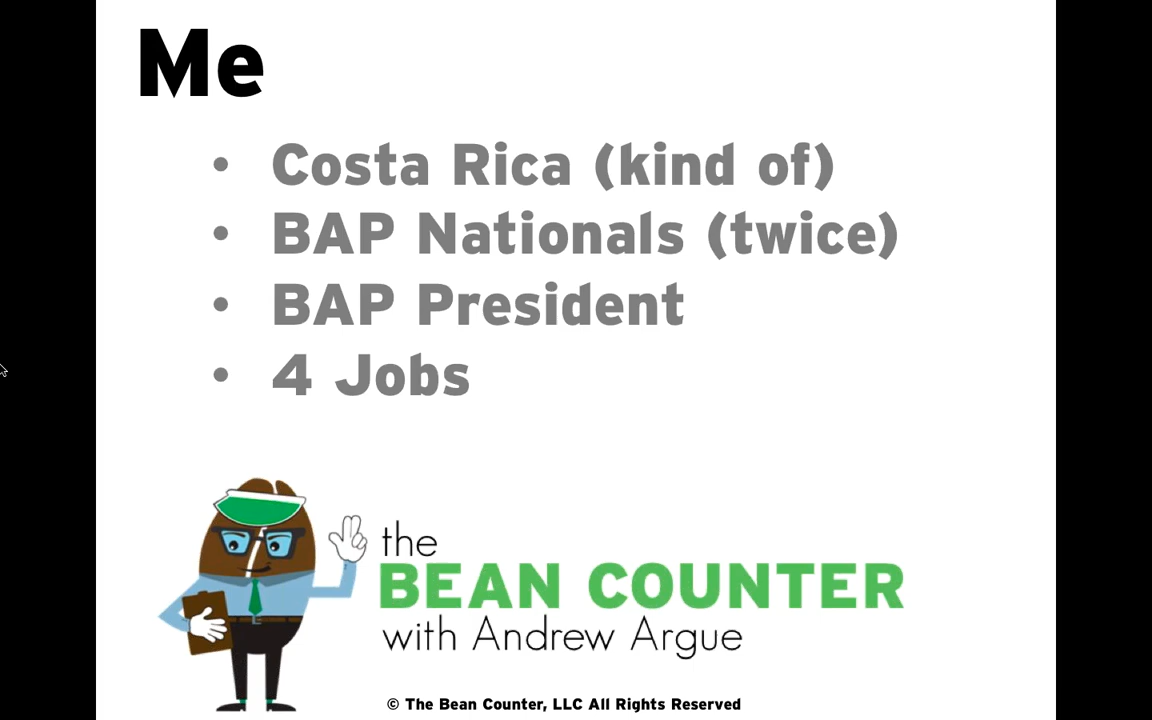 Me
• Costa Rica (kind of)
• BAP Nationals (twice)
• BAP President
• 4 Jobs
the
BEAN COUNTER
with Andrew Argue
© The Bean Counter, LLC All Rights Reserved